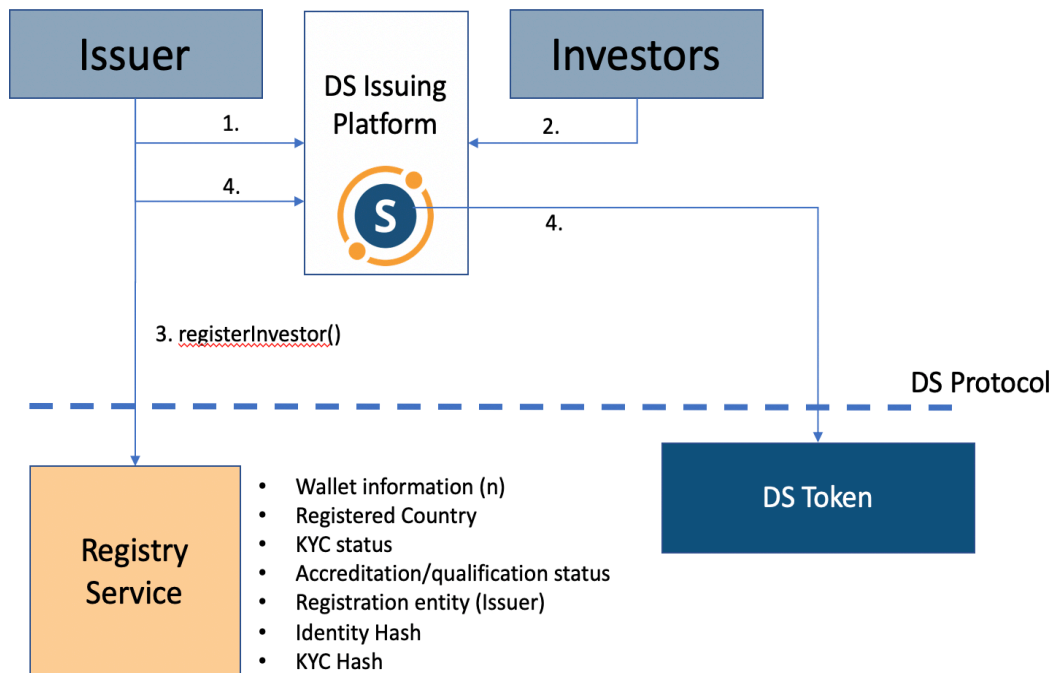 Issuer
DS Issuing
Platform
Investors
1.
2.
4.
S
4.
3. registerInvestor()
DS Protocol
Registry
Service
• Wallet information (n)
• Registered Country
• KYC status
• Accreditation/qualification status
• Registration entity (Issuer)
• Identity Hash
• KYC Hash
DS Token